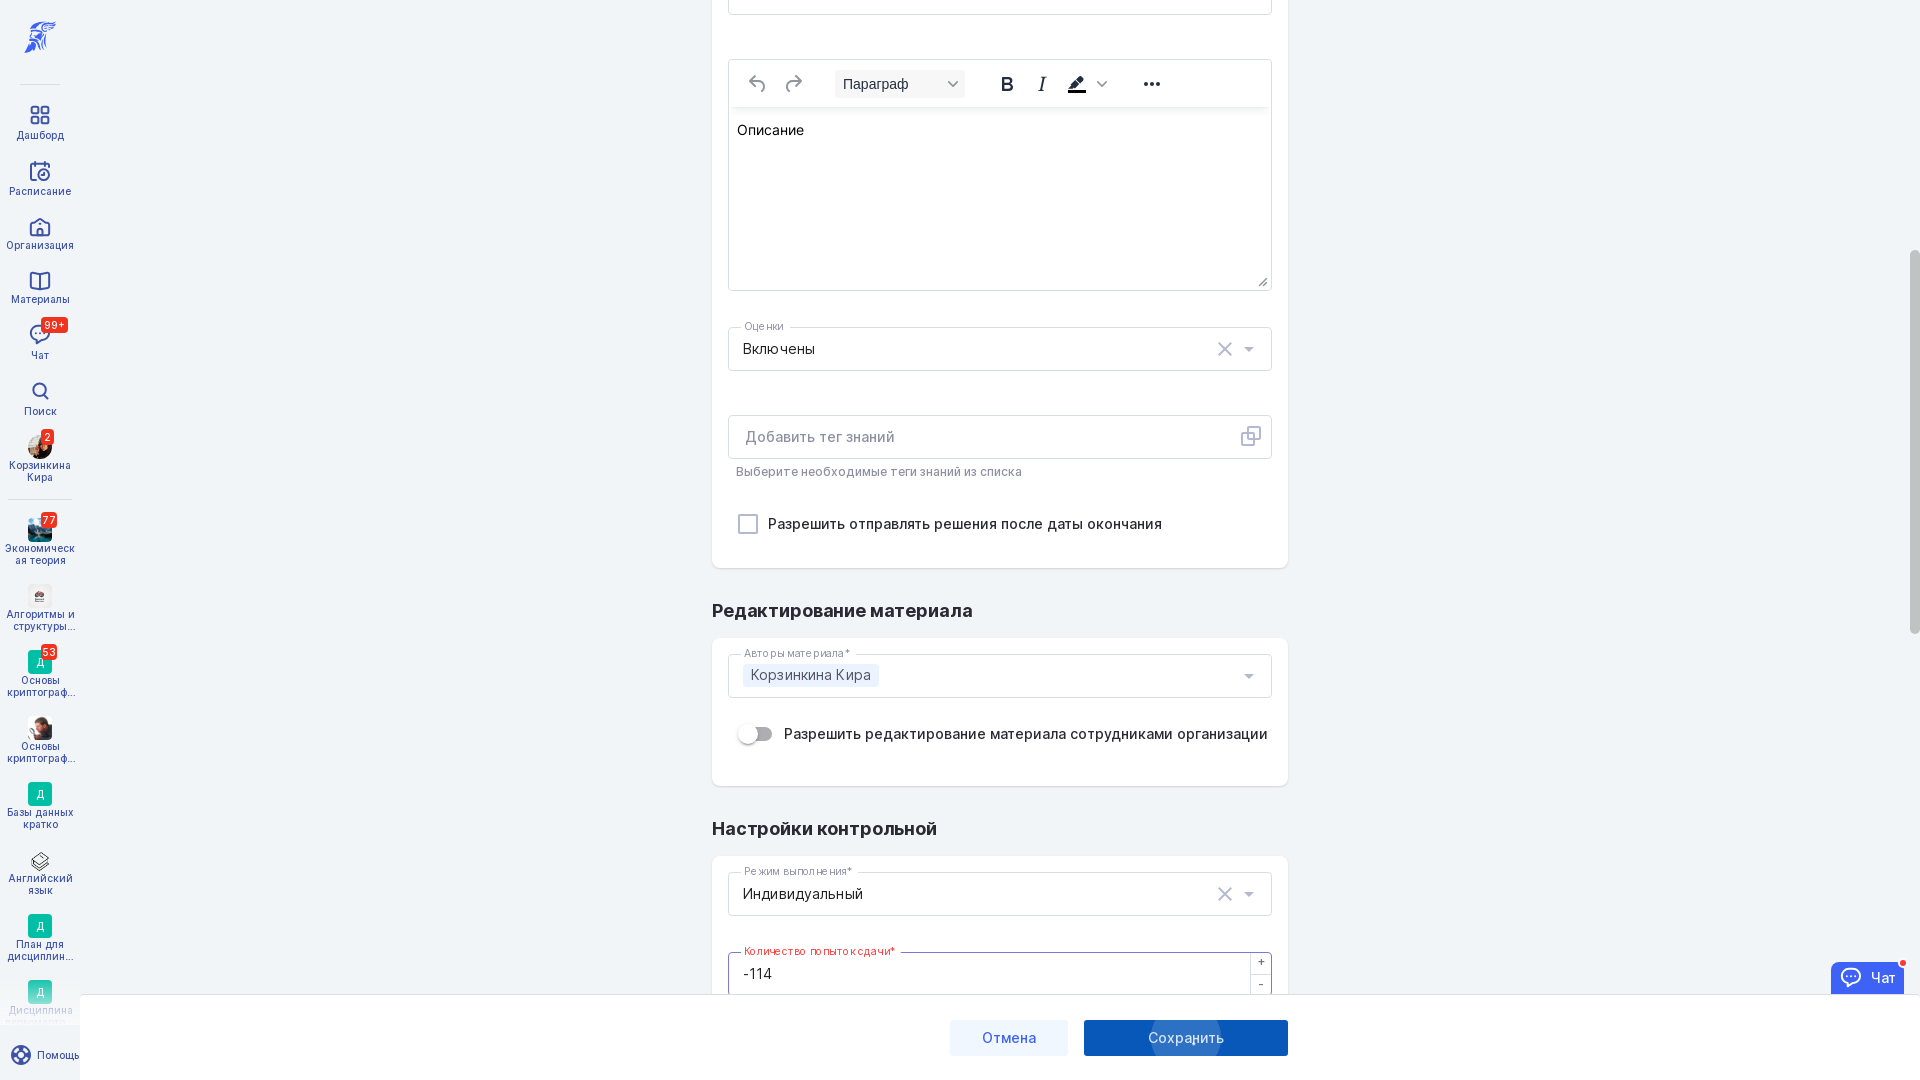 Дашборд
Расписание
Организация
Материалы
99+
Чат
Поиск
2
Корзинкина
Кира
77
Экономическ
ая теория
Алгоритмы и
структуры...
53
Д
Основы
криптограф...
Основы
криптограф...
Д
Базы данных
кратко
Английский
язык
Д
План для
дисциплин...
Д
Дисциплина
Помощь
Параграф
B
I
Описание
Оценки
Включены
Добавить тег знаний
Выберите необходимые теги знаний из списка
Разрешить отправлять решения после даты окончания
Редактирование материала
Авторы материала*
Корзинкина Кира
Разрешить редактирование материала сотрудниками организации
Настройки контрольной
Режим выполнения*
Индивидуальный
Количество попыток сдачи*
-114
+
-
Чат
Отмена
Сохранить